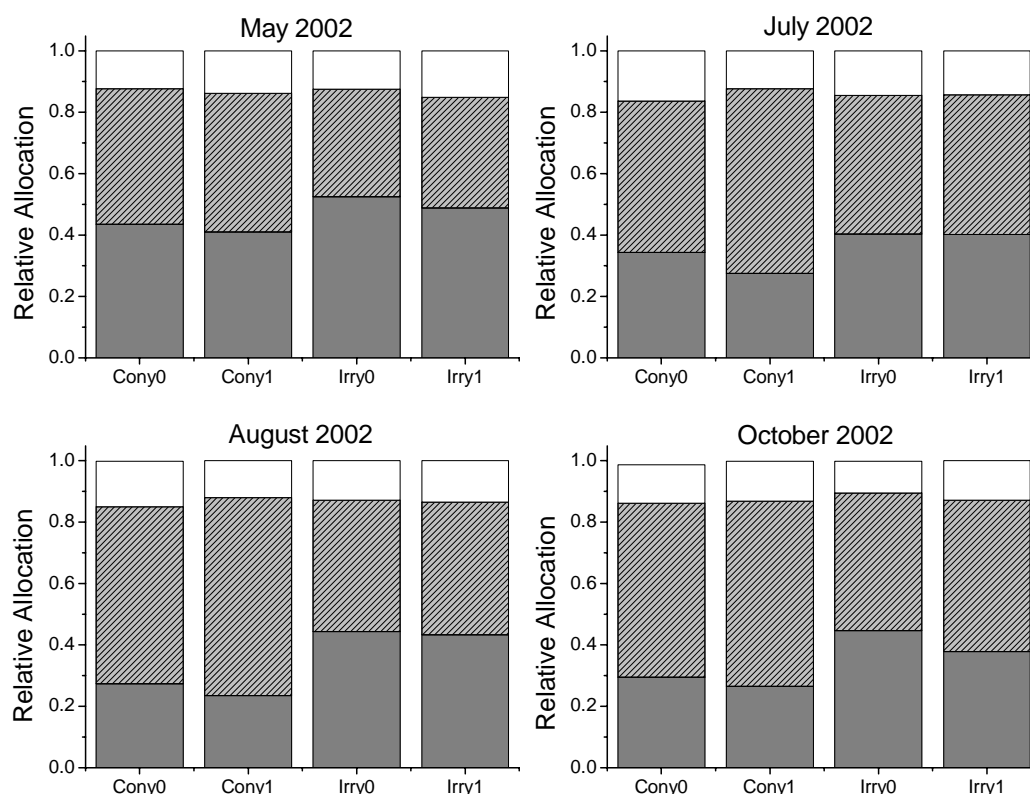 May 2002
Relative Allocation
1.0
0.8
0.6
0.4
0.2
0.0
Cony0 Cony1 Irry0 Irry1
July 2002
Relative Allocation
1.0
0.8
0.6
0.4
0.2
0.0
Cony0 Cony1 Irry0 Irry1
August 2002
Relative Allocation
1.0
0.8
0.6
0.4
0.2
0.0
Cony0 Cony1 Irry0 Irry1
October 2002
Relative Allocation
1.0
0.8
0.6
0.4
0.2
0.0
Cony0 Cony1 Irry0 Irry1